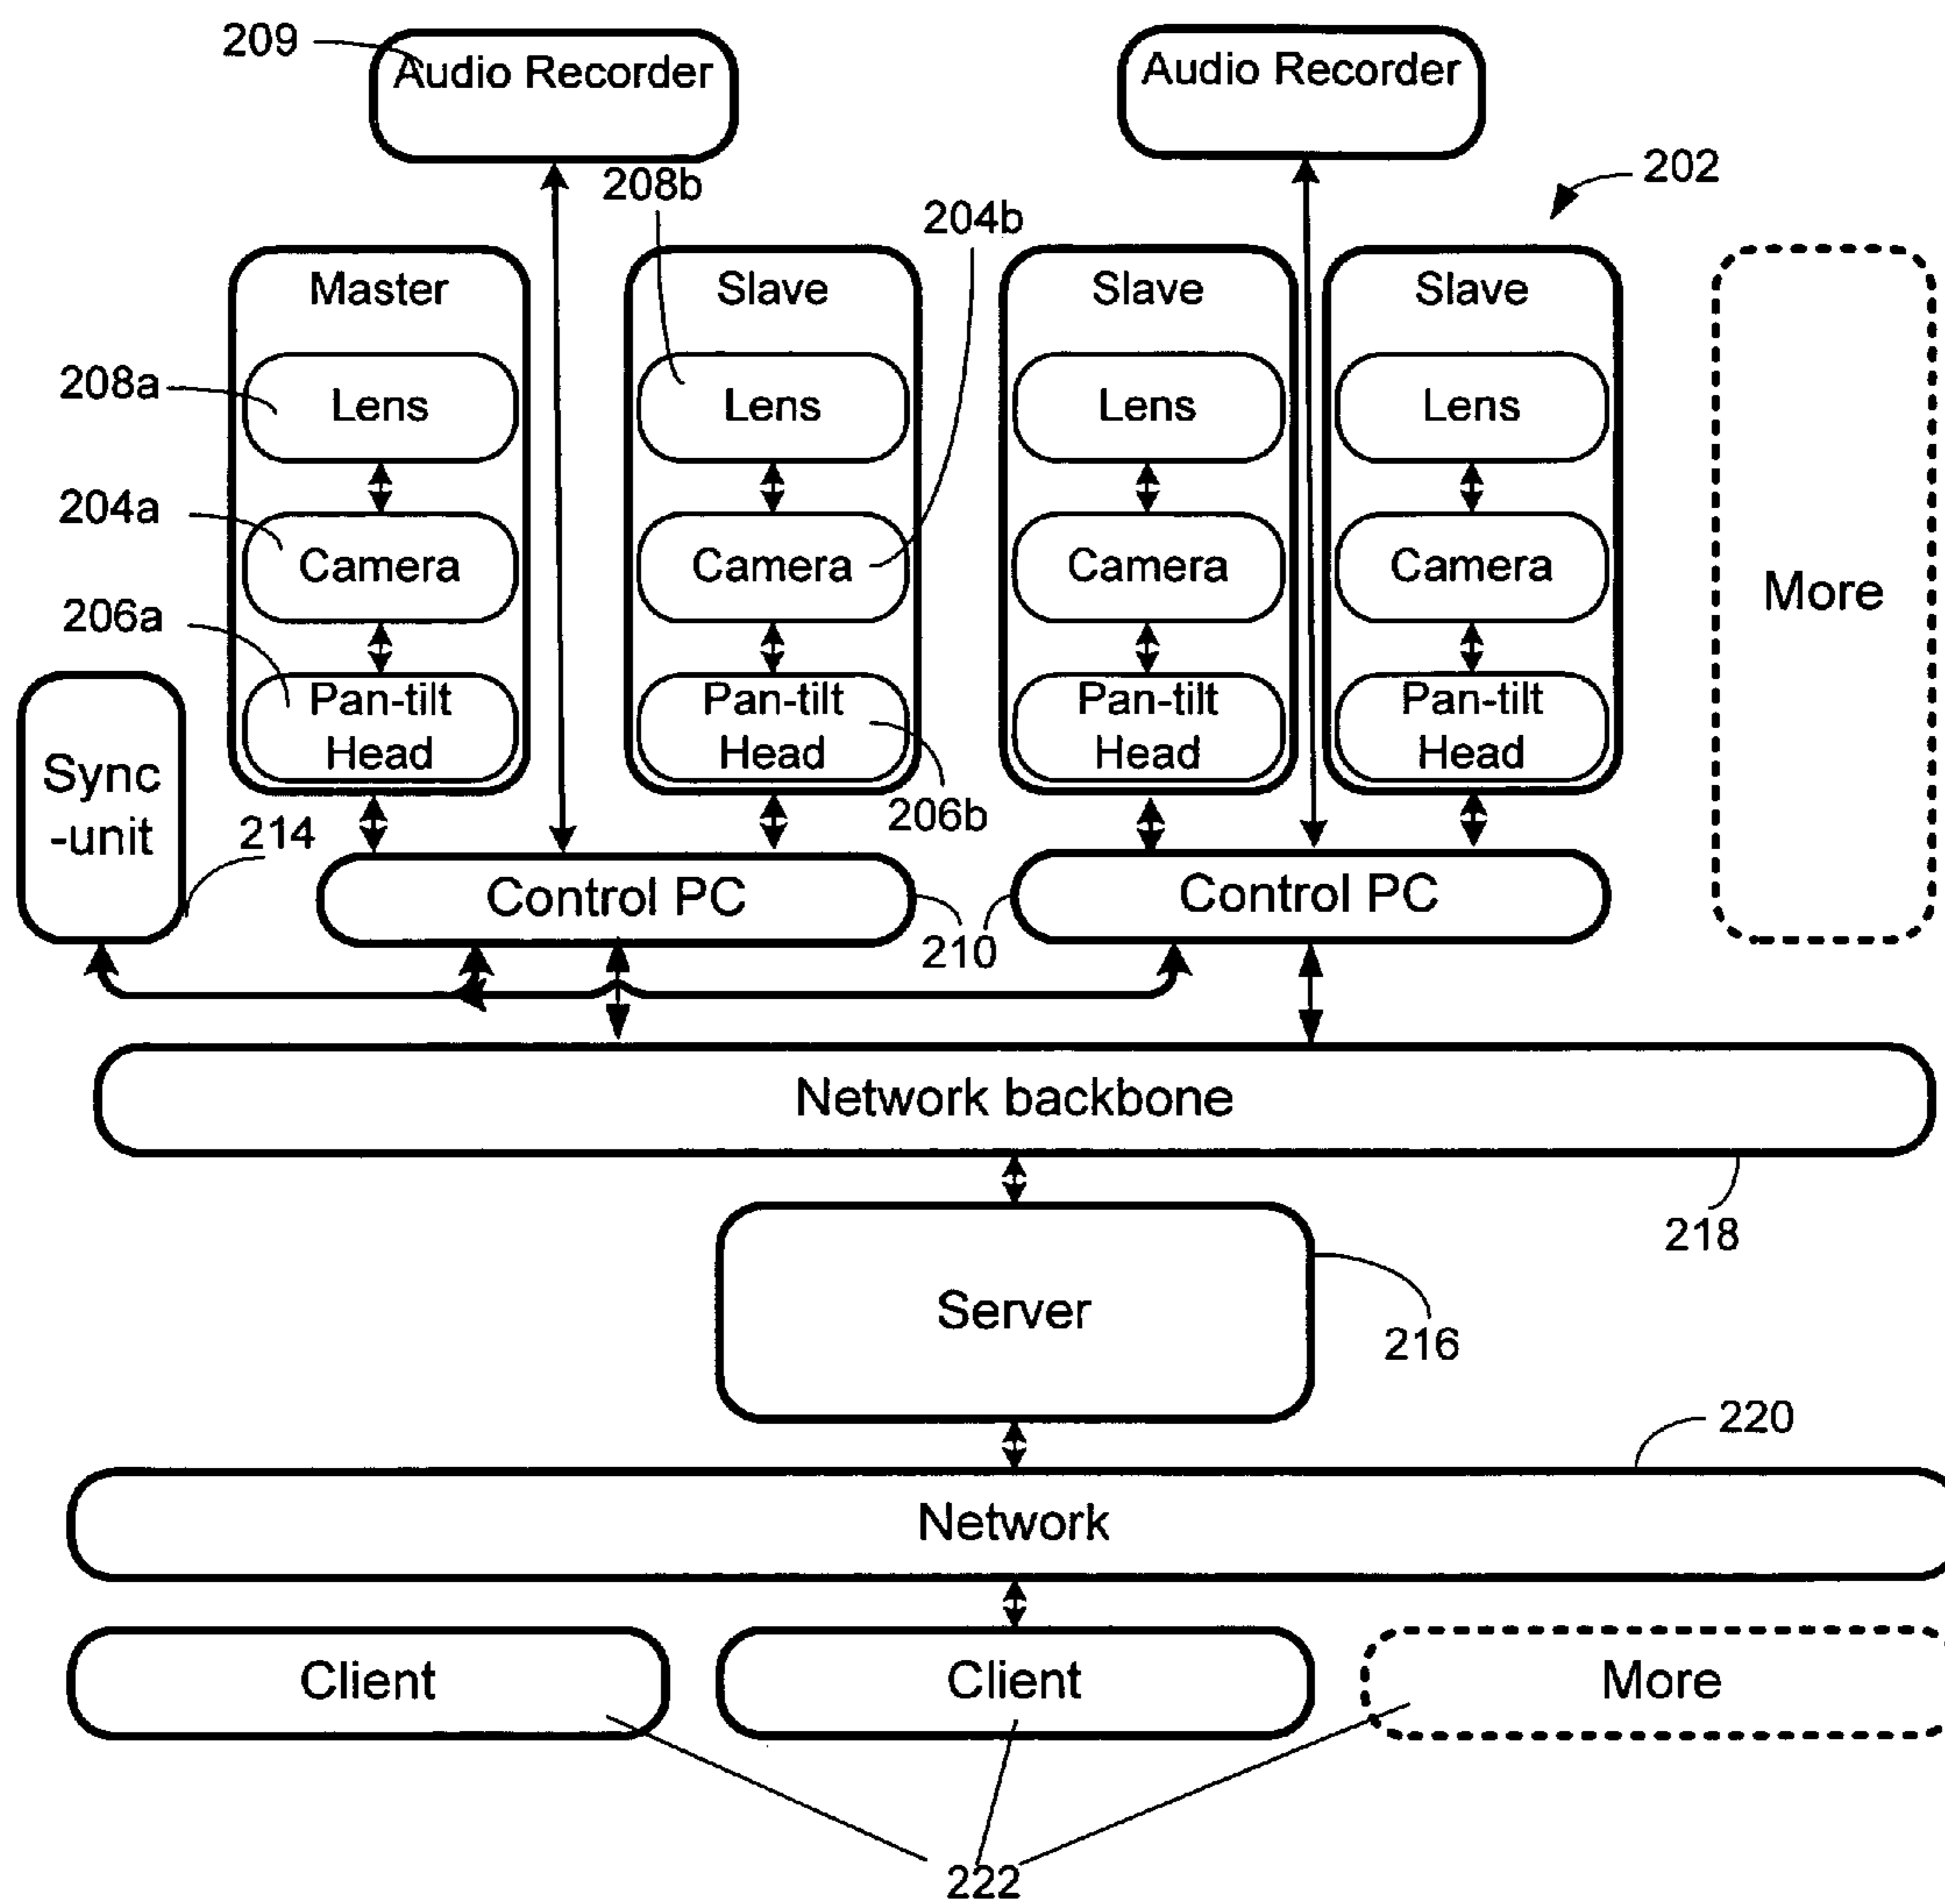 209
Audio Recorder
Audio Recorder
208b
204b
202
Master
Slave
Slave
Slave
208a
Lens
Lens
Lens
Lens
204a
Camera
Camera
Camera
Camera
More
206a
Pan-tilt
Head
Pan-tilt
Head
Pan-tilt
Head
Pan-tilt
Head
Sync
-unit
214
206b
Control PC
Control PC
210
Network backbone
218
Server
216
220
Network
Client
Client
More
222